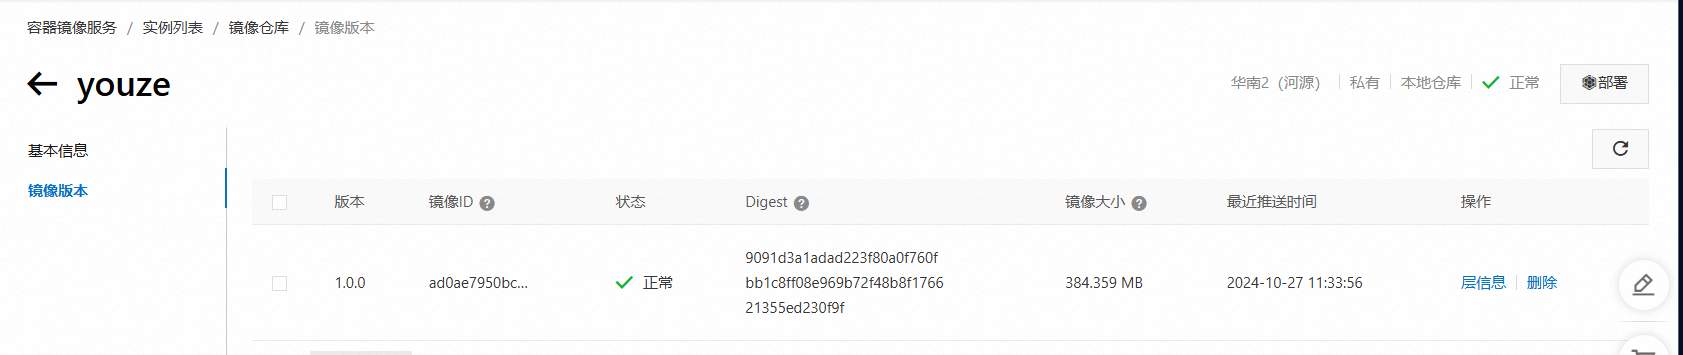 容器镜像服务 / 实例列表 / 镜像仓库 / 镜像版本
youze
华南2（河源） 私有 本地仓库 正常 部署
基本信息
镜像版本
版本 镜像ID 状态 Digest 镜像大小 最近推送时间 操作
1.0.0 ad0ae7950bc... 正常 9091d3a1adad223f80a0f760f 384.359 MB 2024-10-27 11:33:56 层信息 删除
bb1c8ff08e969b72f48b8f1766
21355ed230f9f